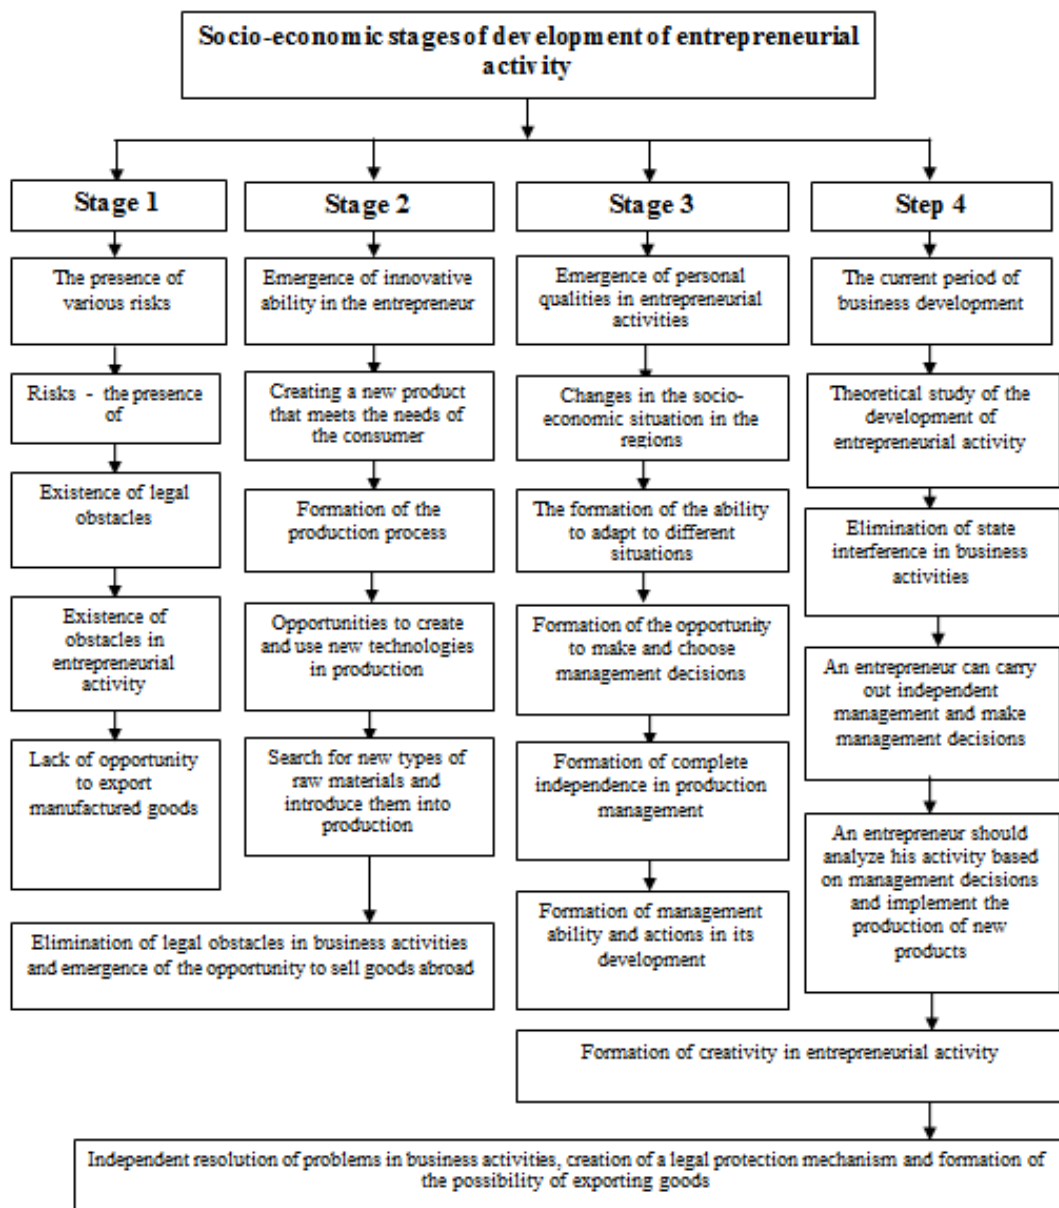 Socio-economic stages of development of entrepreneurial
activity
Stage 1
Stage 2
Stage 3
Step 4
The presence of
various risks
Emergence of innovative
ability in the entrepreneur
Emergence of personal
qualities in entrepreneurial
activities
The current period of
business development
Risks - the presence
of
Creating a new product
that meets the needs of
the consumer
Changes in the socio-
economic situation in the
regions
Theoretical study of the
development of
entrepreneurial activity
Existence of legal
obstacles
Formation of the
production process
The formation of the ability
to adapt to different
situations
Elimination of state
interference in business
activities
Existence of
obstacles in
entrepreneurial
activity
Opportunities to create
and use new technologies
in production
Formation of the opportunity
to make and choose
management decisions
An entrepreneur can carry
out independent
management and make
management decisions
Lack of opportunity
to export
manufactured goods
Search for new types of
raw materials and
introduce them into
production
Formation of complete
independence in production
management
An entrepreneur should
analyze his activity based
on management decisions
and implement the
production of new
products
Elimination of legal obstacles in business activities
and emergence of the opportunity to sell goods abroad
Formation of management
ability and actions in its
development
Formation of creativity in entrepreneurial activity
Independent resolution of problems in business activities, creation of a legal protection mechanism and formation of
the possibility of exporting goods